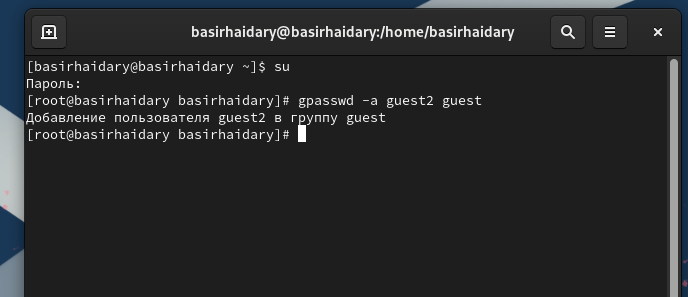 basirhaidary@basirhaidary:/home/basirhaidary
[basirhaidary@basirhaidary ~]$ su
Пароль:
[root@basirhaidary basirhaidary]# gpasswd -a guest2 guest
Добавление пользователя guest2 в группу guest
[root@basirhaidary basirhaidary]#